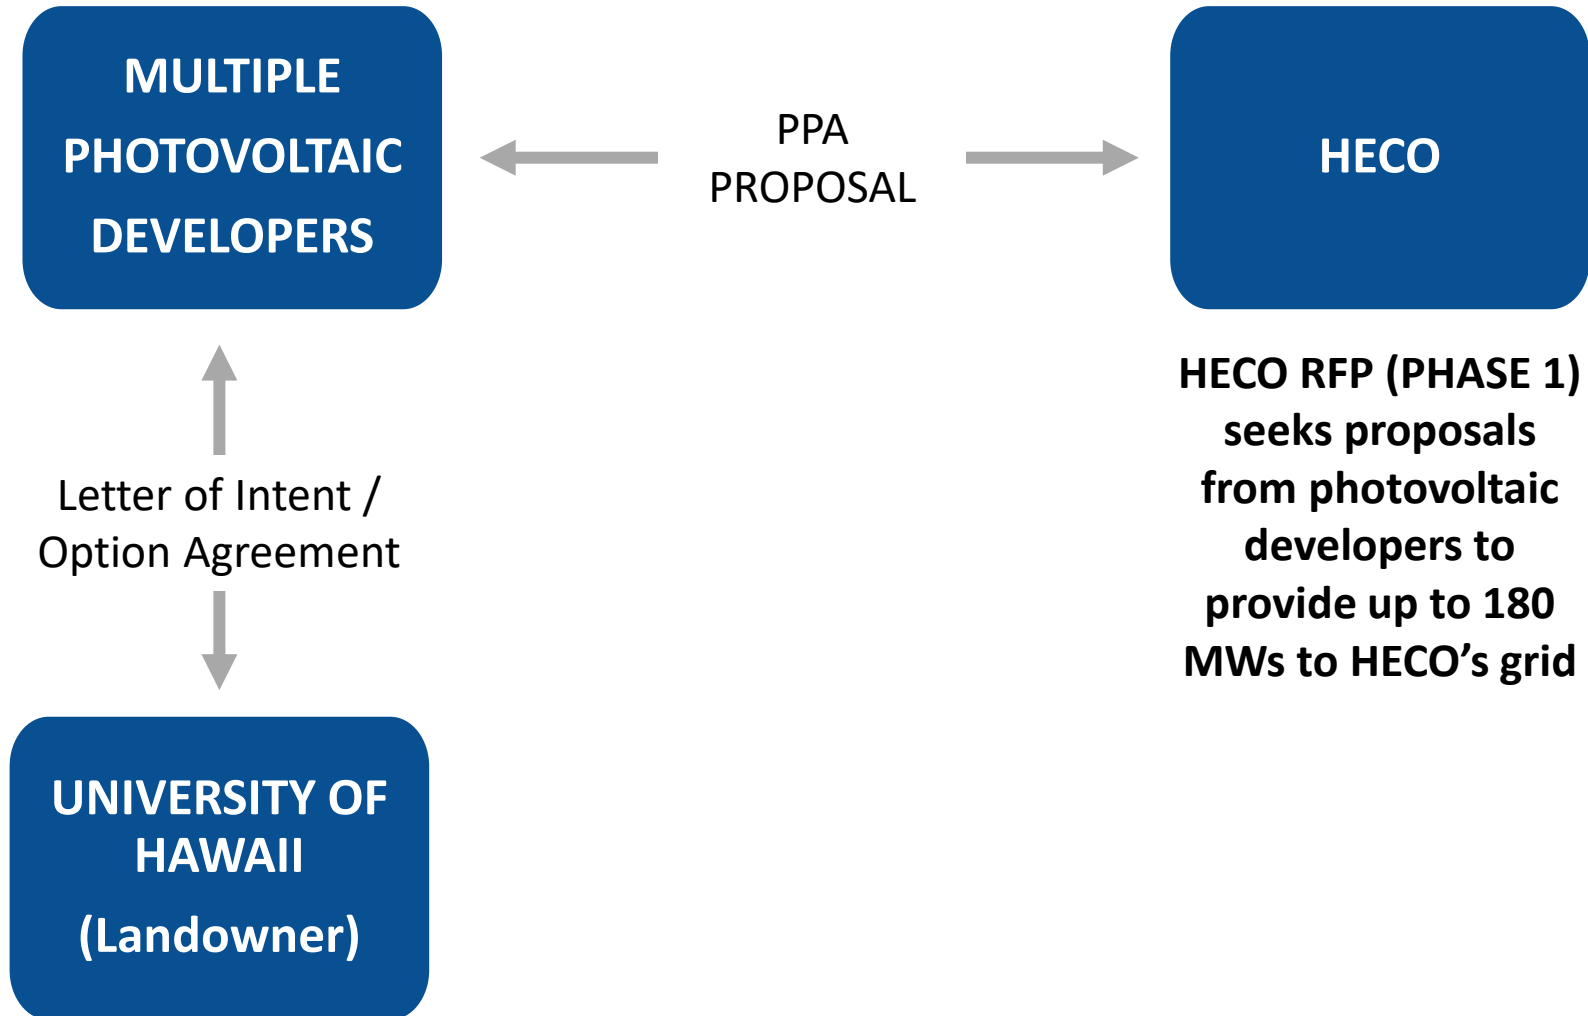 MULTIPLE
PHOTOVOLTAIC
DEVELOPERS
PPA
PROPOSAL
HECO
HECO RFP (PHASE 1)
seeks proposals
from photovoltaic
developers to
provide up to 180
MWs to HECO’s grid
Letter of Intent /
Option Agreement
UNIVERSITY OF
HAWAII
(Landowner)